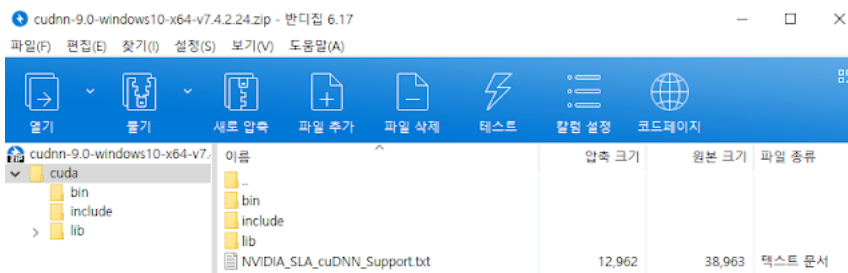 cudnn-9.0-windows10-x64-v7.4.2.24.zip - 반디집 6.17
파일(F) 편집(E) 찾기(I) 설정(S) 보기(V) 도움말(A)
열기 풀기 새로 압축 파일 추가 파일 삭제 테스트 칼럼 설정 코드페이지
cudnn-9.0-windows10-x64-v7. 이름 압축 크기 원본 크기 파일 종류
cuda ..
bin bin
include include
lib lib
NVIDIA_SLA_cuDNN_Support.txt 12,962 38,963 텍스트 문서